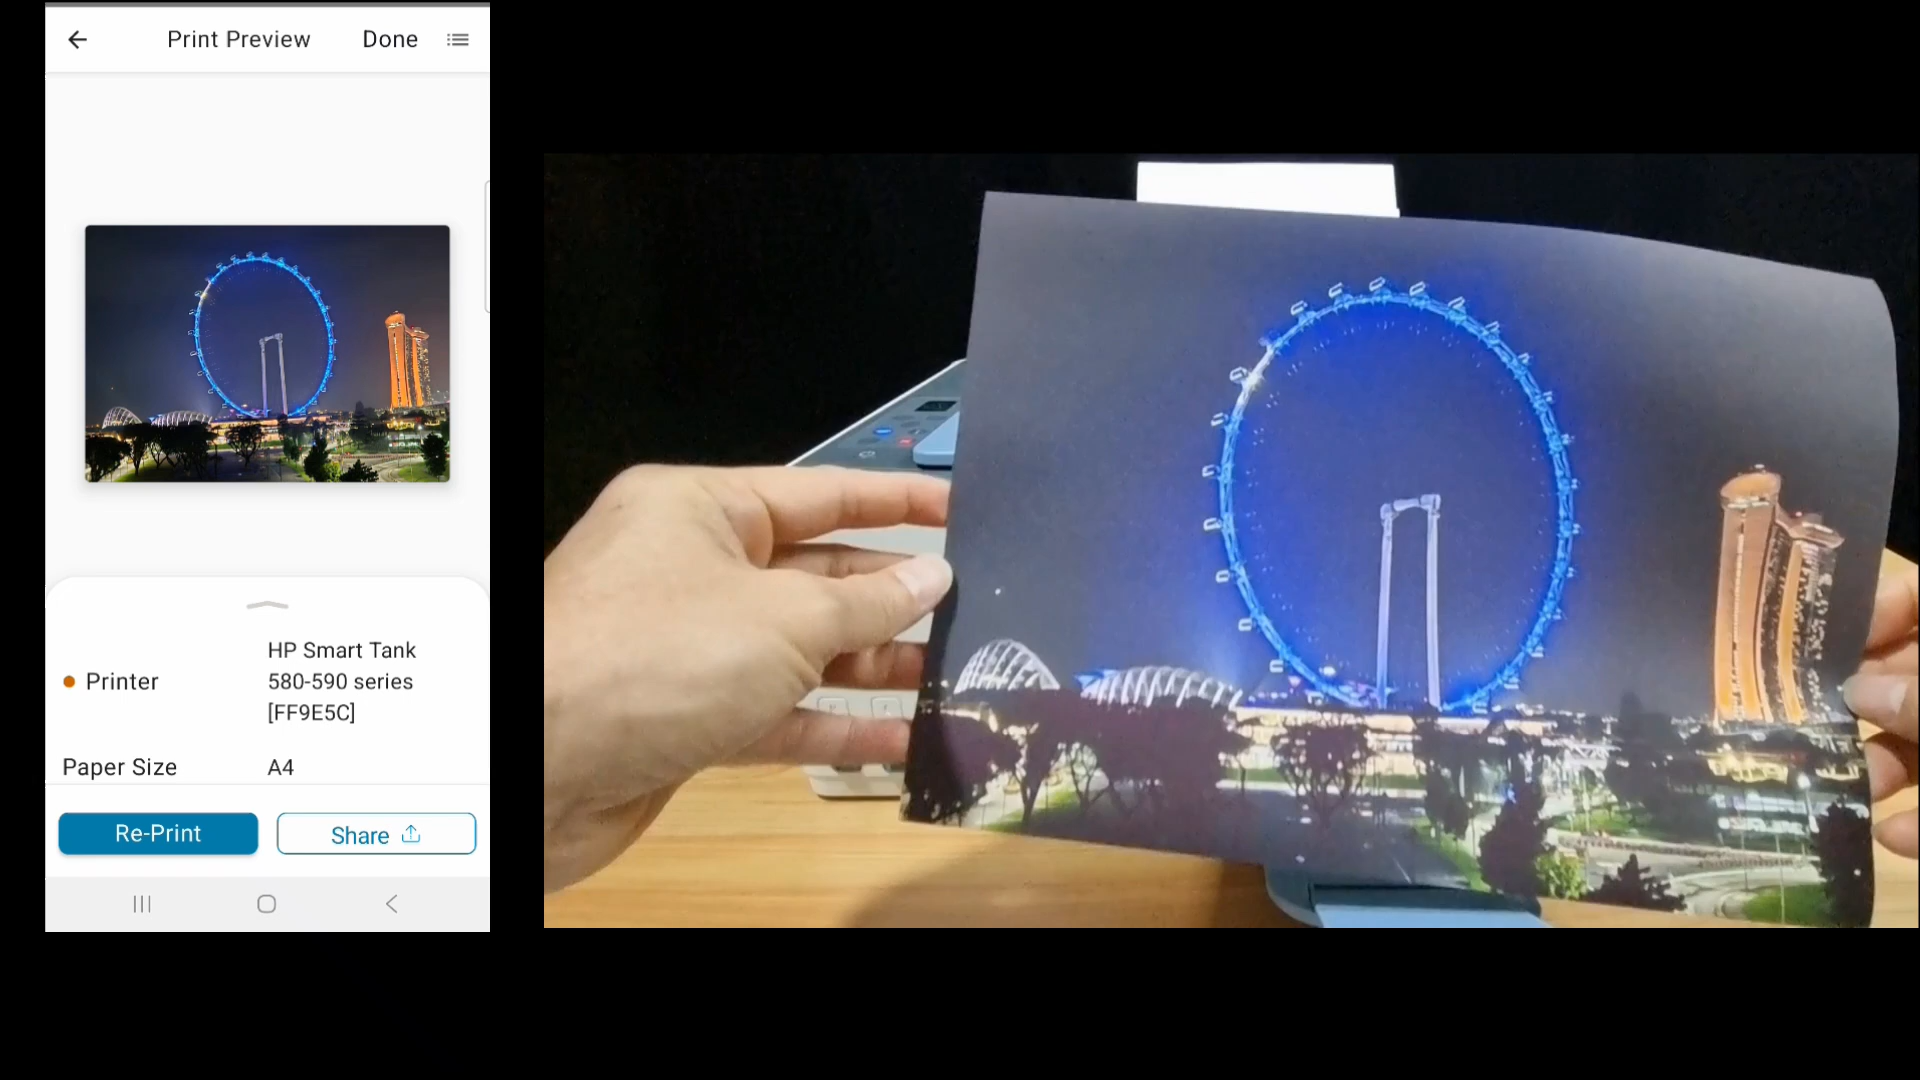 Print Preview
Done
Printer
HP Smart Tank
580-590 series
[FF9E5C]
Paper Size
A4
Re-Print
Share